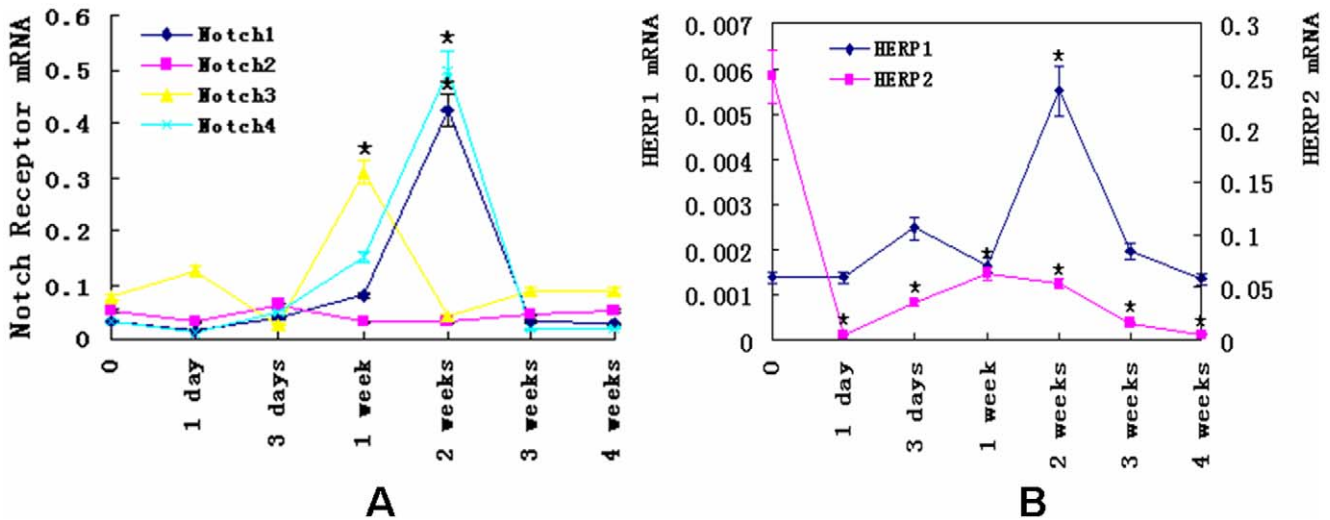 Notch Receptor mRNA
0.6
0.5
0.4
0.3
0.2
0.1
0
Notch1
Notch2
Notch3
Notch4
*
*
*
0
1 day
3 days
1 week
2 weeks
3 weeks
4 weeks
A
HERP1 mRNA
0.007
0.006
0.005
0.004
0.003
0.002
0.001
0
HERP1
HERP2
*
*
*
*
*
*
*
0.3
0.25
0.2
0.15
0.1
0.05
0
HERP2 mRNA
0
1 day
3 days
1 week
2 weeks
3 weeks
4 weeks
B